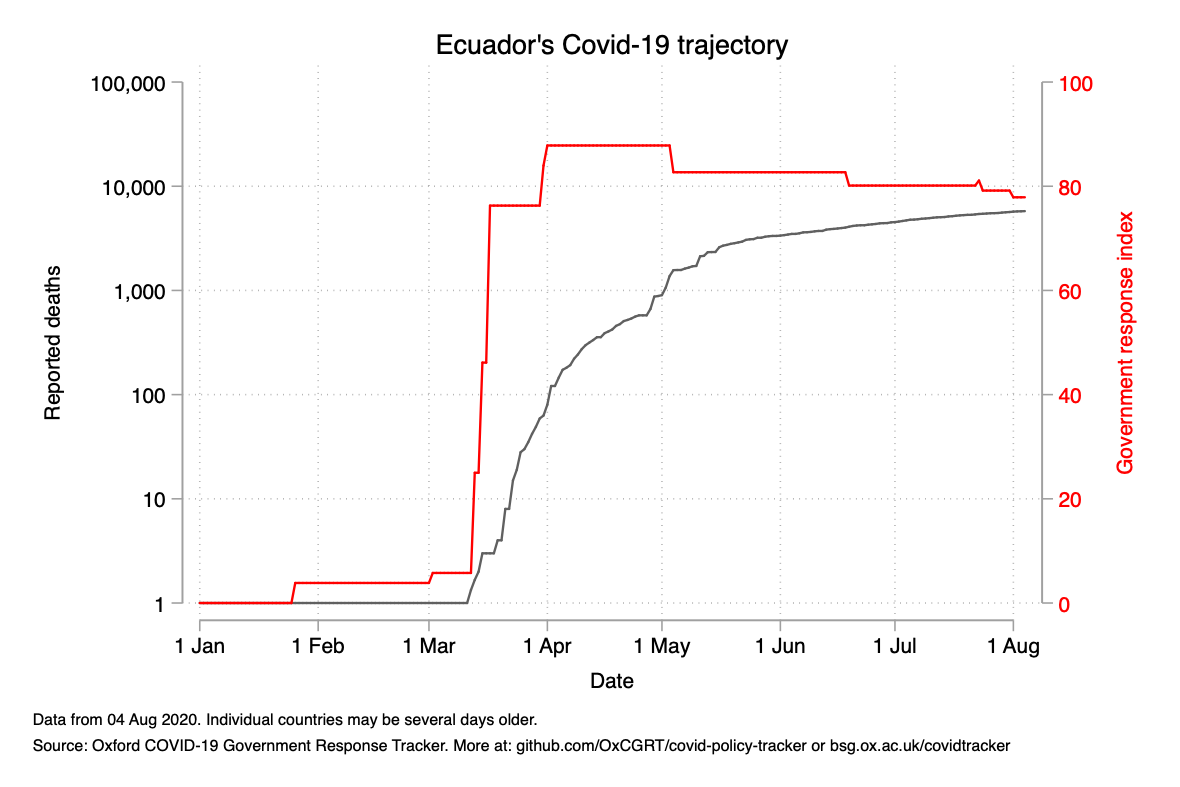 Ecuador's Covid-19 trajectory
100,000
10,000
1,000
100
10
1
Reported deaths
100
80
60
40
20
0
Government response index
1 Jan 1 Feb 1 Mar 1 Apr 1 May 1 Jun 1 Jul 1 Aug
Date
Data from 04 Aug 2020. Individual countries may be several days older.
Source: Oxford COVID-19 Government Response Tracker. More at: github.com/OxCGRT/covid-policy-tracker or bsg.ox.ac.uk/covidtracker